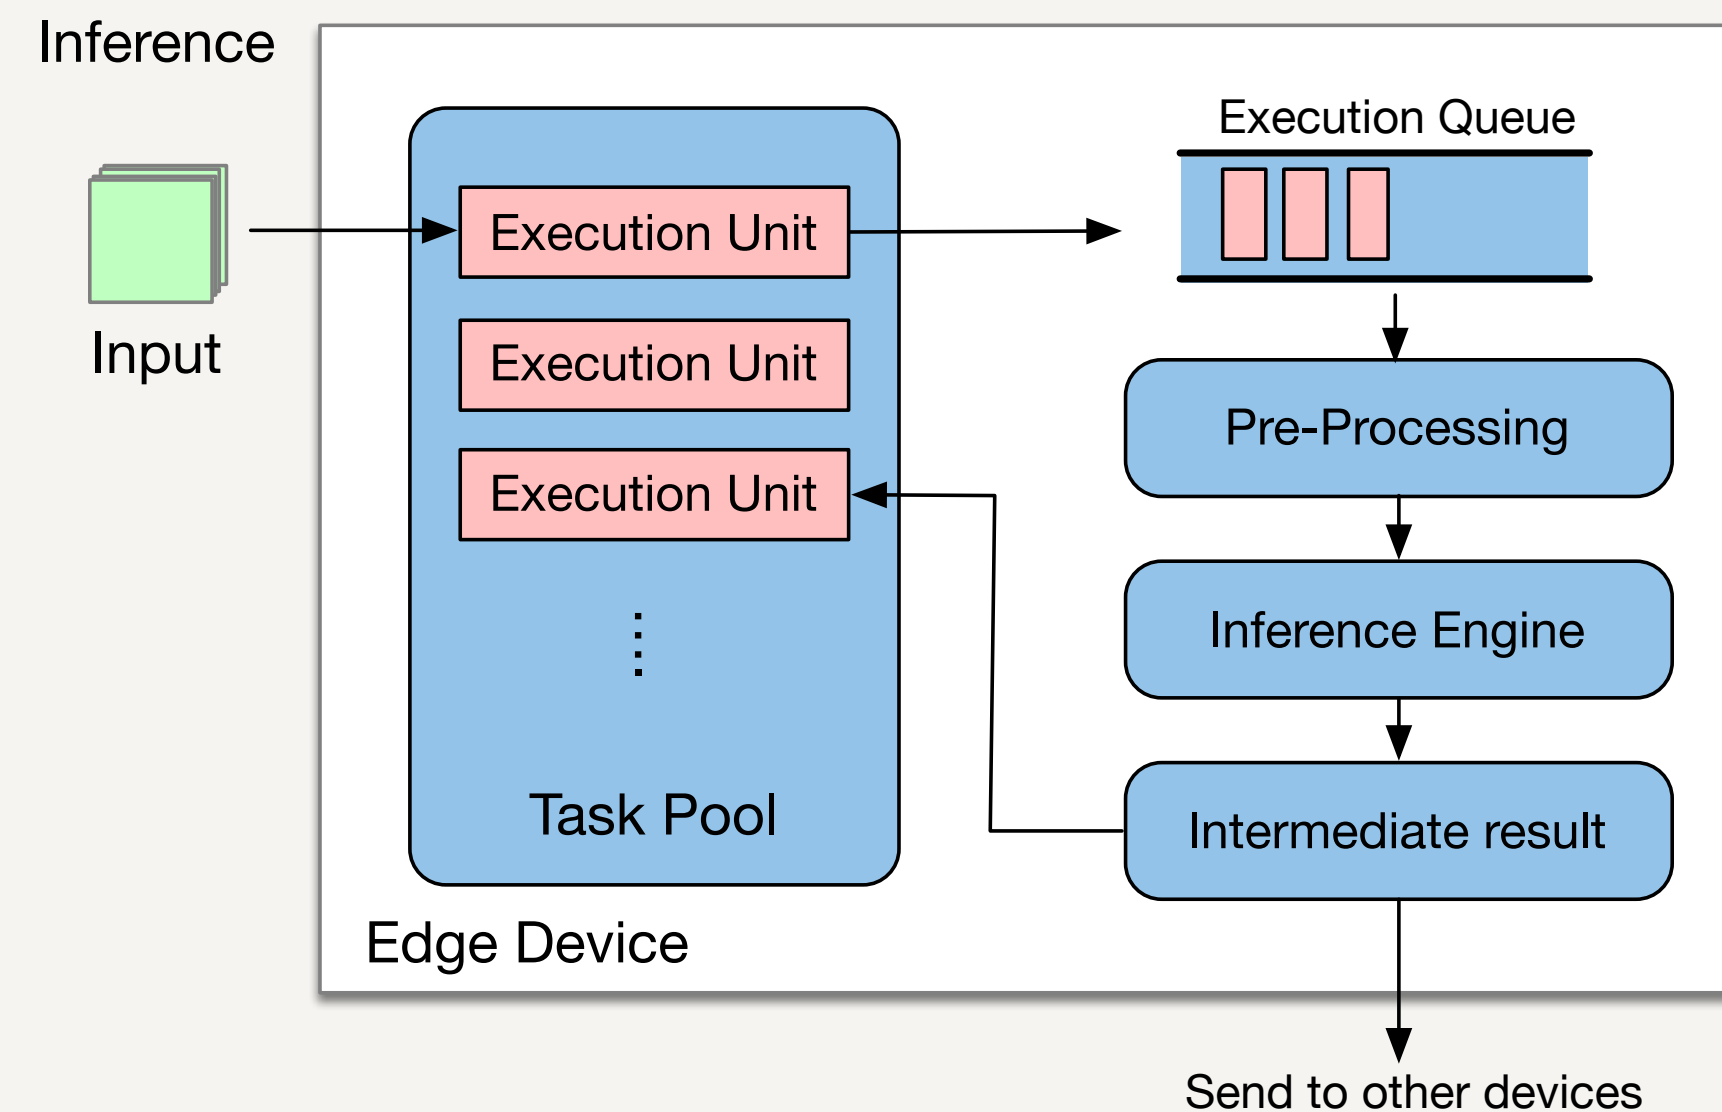 Inference
Input
Execution Unit
Execution Unit
Execution Unit
Task Pool
Edge Device
Execution Queue
Pre-Processing
Inference Engine
Intermediate result
Send to other devices